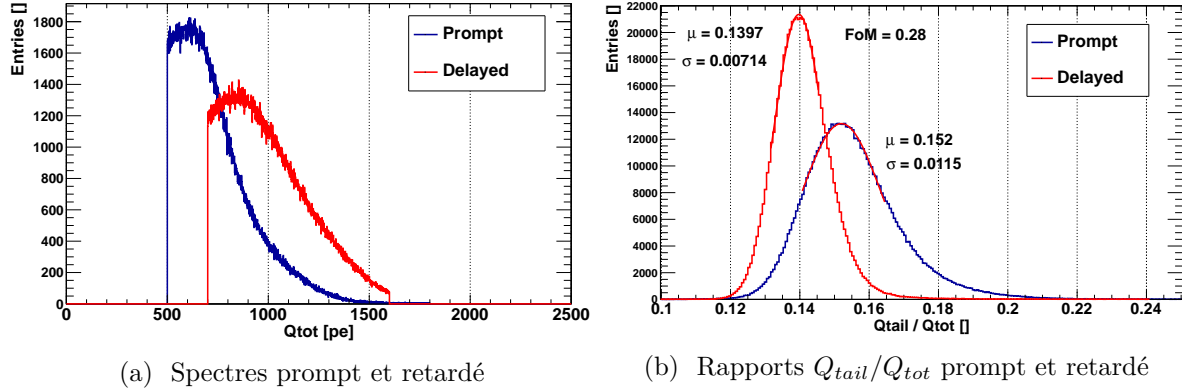 Entries []
1800
1600
1400
1200
1000
800
600
400
200
0
Prompt
Delayed
0 500 1000 1500 2000 2500
Qtot [pe]
(a) Spectres prompt et retardé
Entries []
22000
20000
18000
16000
14000
12000
10000
8000
6000
4000
2000
0
μ = 0.1397
σ = 0.00714
FoM = 0.28
Prompt
Delayed
μ = 0.152
σ = 0.0115
0.1 0.12 0.14 0.16 0.18 0.2 0.22 0.24
Qtail / Qtot []
(b) Rapports Qtail/Qtot prompt et retardé